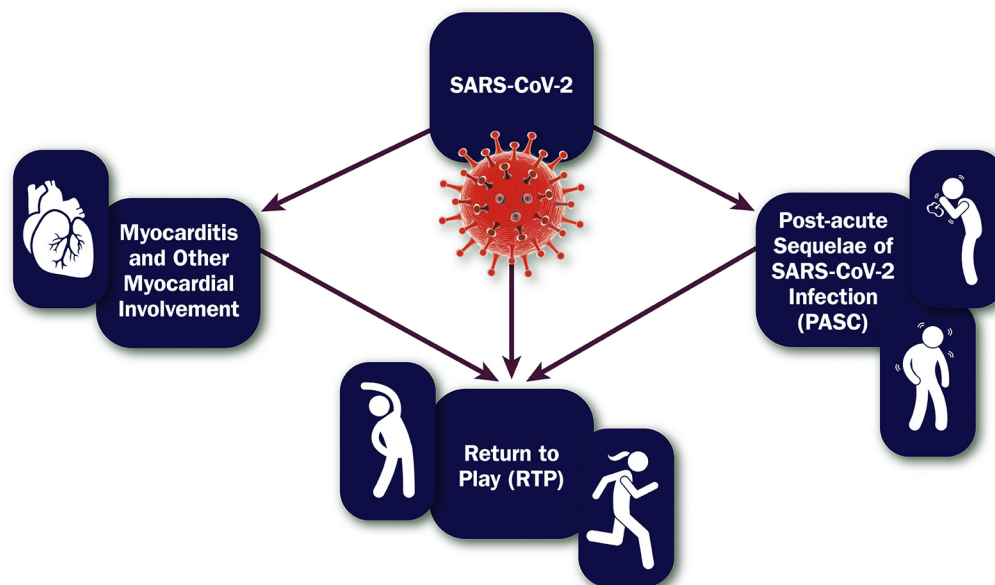 SARS-CoV-2
Myocarditis
and Other
Myocardial
Involvement
Post-acute
Sequelae of
SARS-CoV-2
Infection
(PASC)
Return to
Play (RTP)